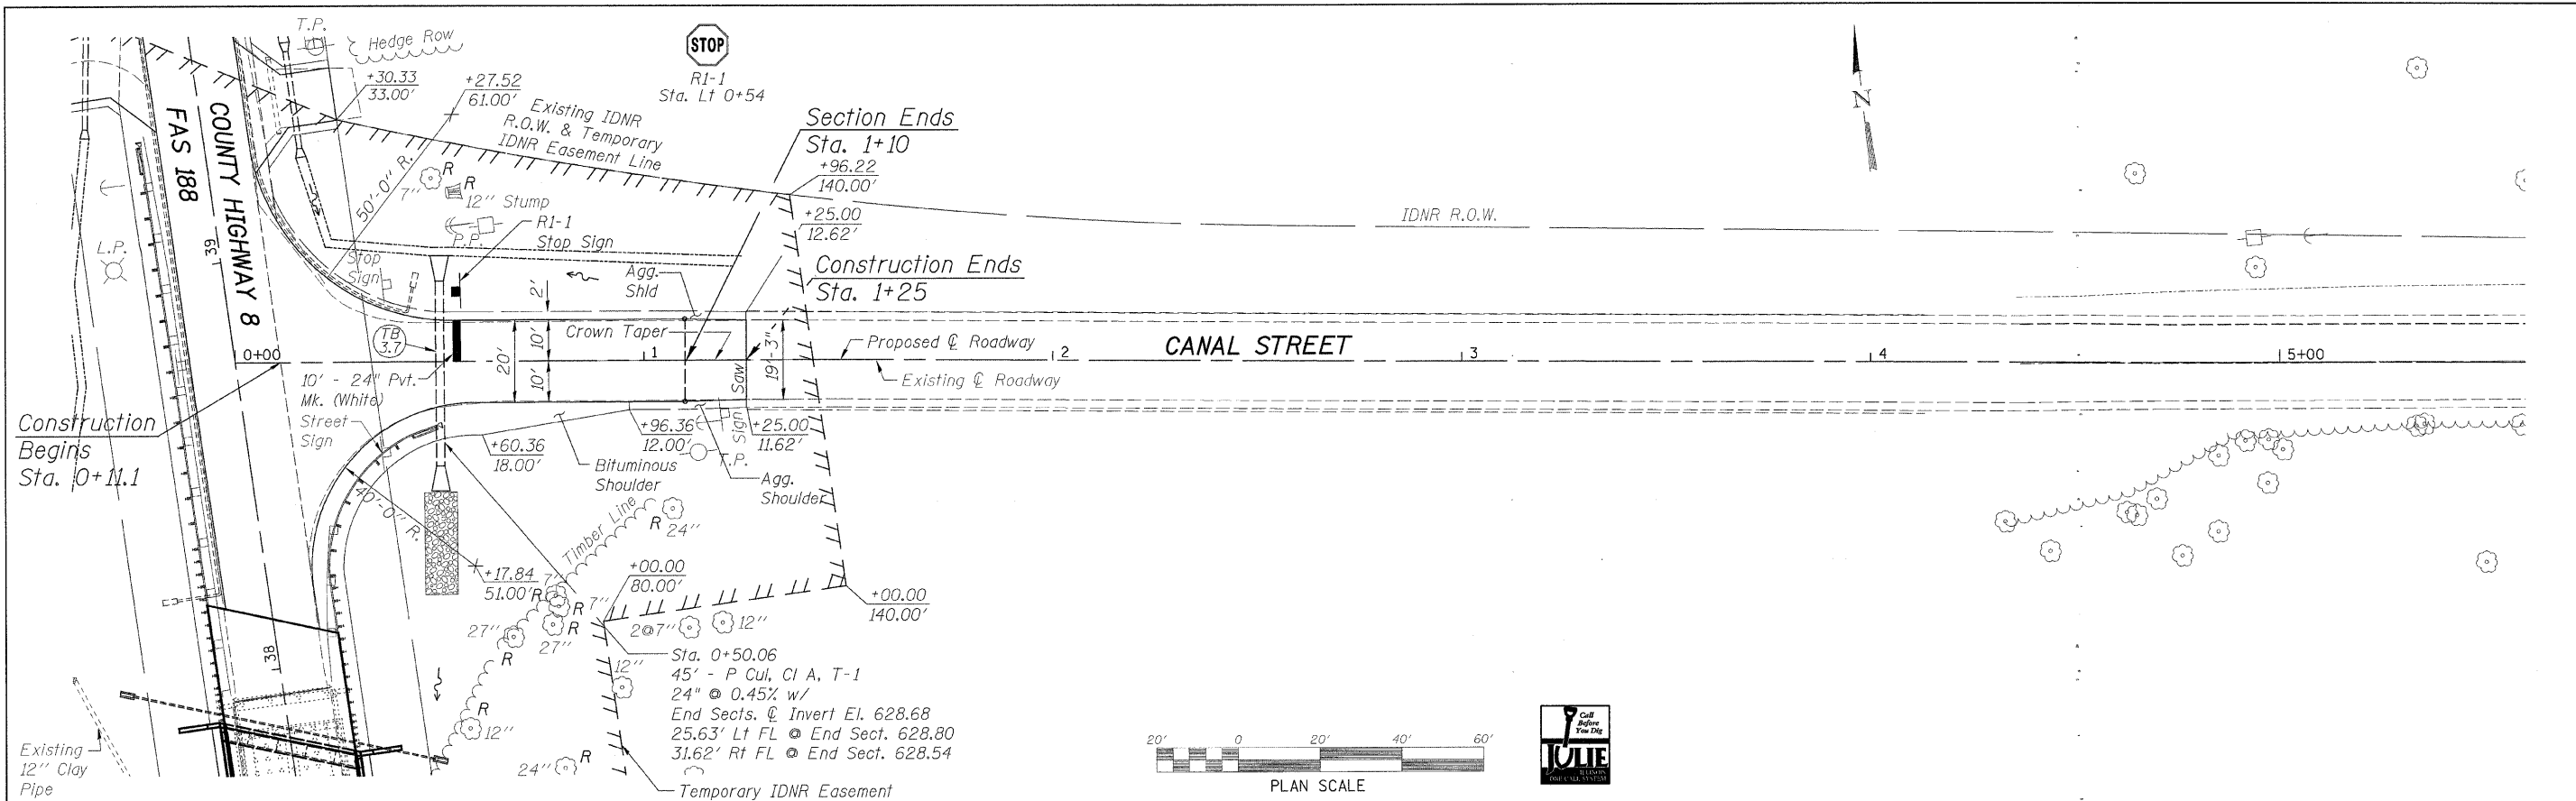 T.P.
Hedge Row
+30.33
33.00'
+27.52
61.00'
STOP
R1-1
Sta. Lt 0+54
Existing IDNR
R.O.W. & Temporary
IDNR Easement Line
Section Ends
Sta. 1+10
+96.22
140.00'
+25.00
12.62'
N
IDNR R.O.W.
COUNTY HIGHWAY 8
FAS 188
39
L.P.
50'-0" R.
7"
R
R
12" Stump
P.P.
R1-1
Stop Sign
Stop
Sign
Agg.
Shld
2'
Construction Ends
Sta. 1+25
TB
3.7
0+00
20'
10'
10'
Crown Taper
1
Saw
19'-3"
Proposed ℄ Roadway
Existing ℄ Roadway
2
CANAL STREET
3
4
5+00
10' - 24" Pvt.
Mk. (White)
Street
Sign
Construction
Begins
Sta. 0+11.1
+60.36
18.00'
+96.36
12.00'
Sign
+25.00
11.62'
T.P.
Bituminous
Shoulder
Agg.
Shoulder
40'-0" R.
Timber Line
R
24"
+17.84
51.00'
7"
R
R
7"
+00.00
80.00'
+00.00
140.00'
27"
R
27"
2@7"
12"
38
R
12"
Sta. 0+50.06
45' - P Cul, Cl A, T-1
24" @ 0.45% w/
End Sects. ℄ Invert El. 628.68
25.63' Lt FL @ End Sect. 628.80
31.62' Rt FL @ End Sect. 628.54
R
12"
24"
R
Temporary IDNR Easement
Existing
12" Clay
Pipe
20'
0
20'
40'
60'
PLAN SCALE
Call
Before
You Dig
JULIE
ILLINOIS
ONE CALL SYSTEM